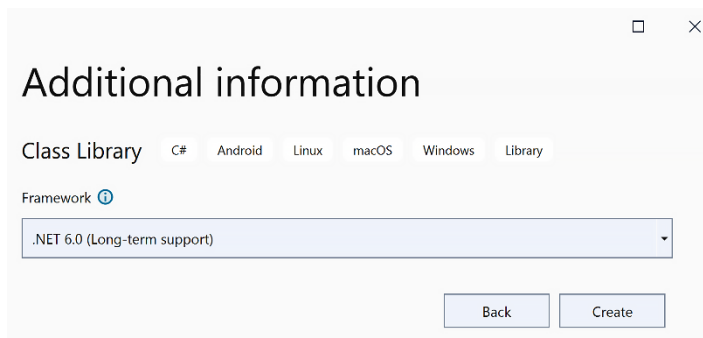 Additional information
Class Library C# Android Linux macOS Windows Library
Framework
.NET 6.0 (Long-term support)
Back Create